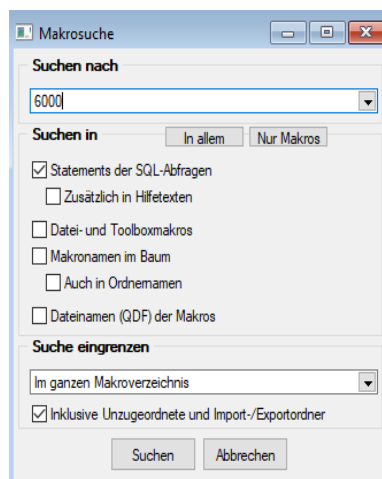 Makrosuche
Suchen nach
6000
Suchen in
In allem
Nur Makros
Statements der SQL-Abfragen
Zusätzlich in Hilfetexten
Datei- und Toolboxmakros
Makronamen im Baum
Auch in Ordnernamen
Dateinamen (QDF) der Makros
Suche eingrenzen
Im ganzen Makroverzeichnis
Inklusive Unzugeordnete und Import-/Exportordner
Suchen
Abbrechen